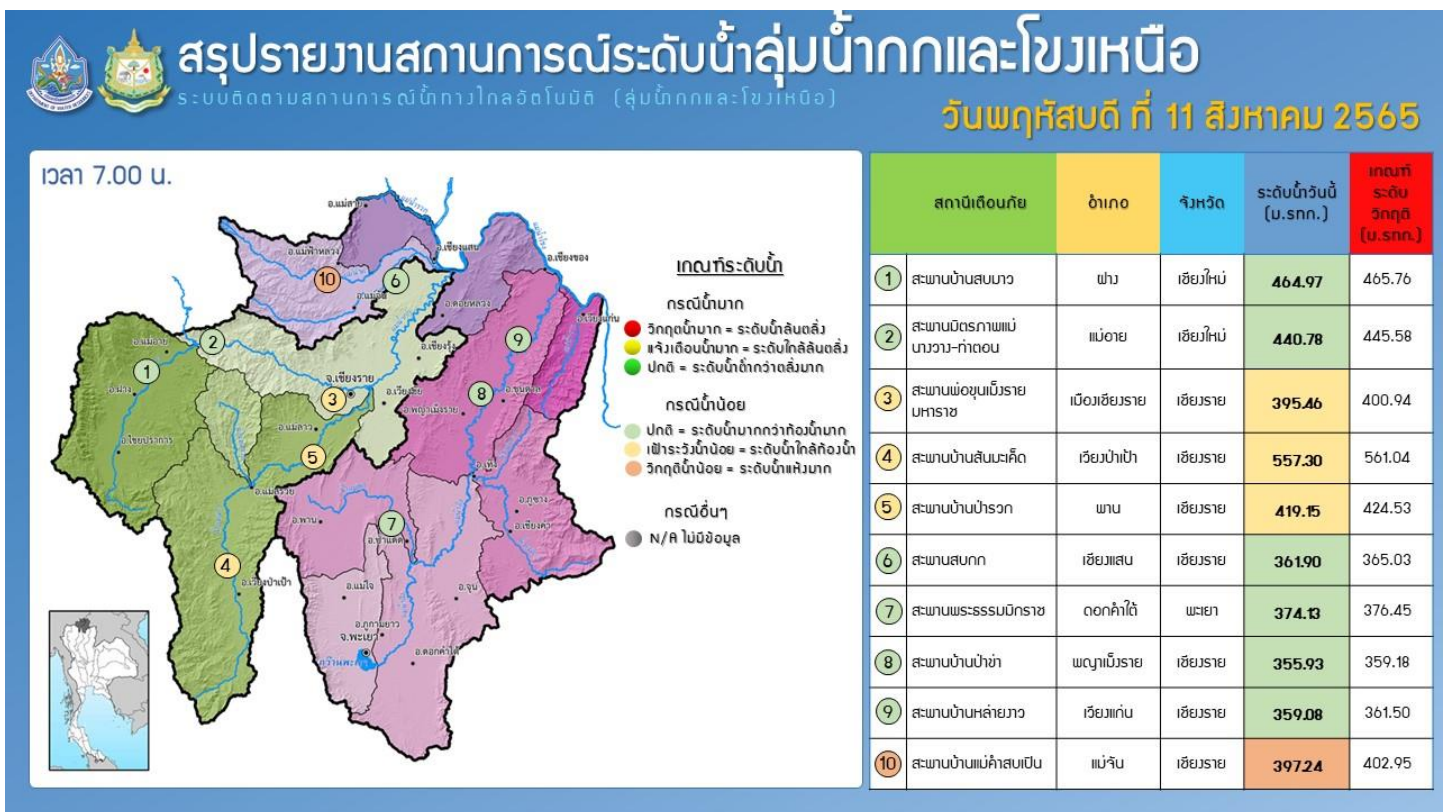 สรุปรายงานสถานการณ์ระดับน้ำลุ่มน้ำกกและโขงเหนือ
ระบบติดตามสถานการณ์น้ำทางไกลอัตโนมัติ (ลุ่มน้ำกกและโขงเหนือ)
วันพฤหัสบดี ที่ 11 สิงหาคม 2565
เวลา 7.00 น.
อ.แม่สาย
อ.แม่ฟ้าหลวง
อ.เชียงแสน
อ.เชียงของ
10
6
อ.ดอยหลวง
อ.เวียงแก่น
9
2
อ.แม่อาย
อ.เชียงรุ้ง
1
จ.เชียงราย
อ.ฝาง
3
8
อ.ขุนตาล
อ.พญาเม็งราย
อ.แม่ลาว
อ.ไชยปราการ
5
อ.เทิง
อ.แม่สรวย
อ.ภูซาง
อ.พาน
7
อ.เชียงคำ
อ.ป่าแดด
4
อ.เวียงป่าเป้า
อ.แม่ใจ
อ.จุน
อ.ภูกามยาว
จ.พะเยา
อ.ดอกคำใต้
เกณฑ์ระดับน้ำ
กรณีน้ำมาก
วิกฤตน้ำมาก = ระดับน้ำล้นตลิ่ง
แจ้งเตือนน้ำมาก = ระดับใกล้ล้นตลิ่ง
ปกติ = ระดับน้ำต่ำกว่าตลิ่งมาก
กรณีน้ำน้อย
ปกติ = ระดับน้ำมากกว่าท้องน้ำมาก
เฝ้าระวังน้ำน้อย = ระดับน้ำใกล้ท้องน้ำ
วิกฤติน้ำน้อย = ระดับน้ำแห้งมาก
กรณีอื่นๆ
N/A ไม่มีข้อมูล
สถานีเตือนภัย อำเภอ จังหวัด ระดับน้ำวันนี้ (ม.รทก.) เกณฑ์ระดับวิกฤติ (ม.รทก.)
1 สะพานบ้านสบมาว ฝาง เชียงใหม่ 464.97 465.76
2 สะพานมิตรภาพแม่นางวาง-ท่าตอน แม่อาย เชียงใหม่ 440.78 445.58
3 สะพานพ่อขุนเม็งรายมหาราช เมืองเชียงราย เชียงราย 395.46 400.94
4 สะพานบ้านสันมะเค็ด เวียงป่าเป้า เชียงราย 557.30 561.04
5 สะพานบ้านป่ารวก พาน เชียงราย 419.15 424.53
6 สะพานสบกก เชียงแสน เชียงราย 361.90 365.03
7 สะพานพระธรรมมิกราช ดอกคำใต้ พะเยา 374.13 376.45
8 สะพานบ้านป่าข่า พญาเม็งราย เชียงราย 355.93 359.18
9 สะพานบ้านหล่ายงาว เวียงแก่น เชียงราย 359.08 361.50
10 สะพานบ้านแม่คำสบเปิน แม่จัน เชียงราย 397.24 402.95